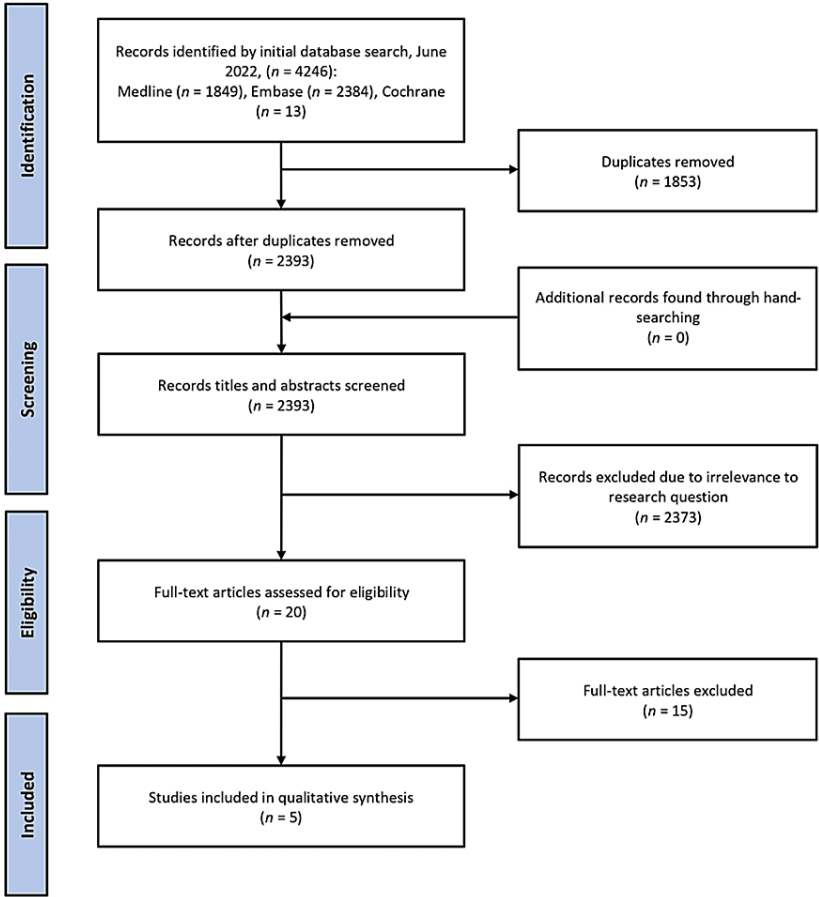 Identification
Records identified by initial database search, June
2022, (n = 4246):
Medline (n = 1849), Embase (n = 2384), Cochrane
(n = 13)
Duplicates removed
(n = 1853)
Records after duplicates removed
(n = 2393)
Screening
Additional records found through hand-
searching
(n = 0)
Records titles and abstracts screened
(n = 2393)
Records excluded due to irrelevance to
research question
(n = 2373)
Eligibility
Full-text articles assessed for eligibility
(n = 20)
Full-text articles excluded
(n = 15)
Included
Studies included in qualitative synthesis
(n = 5)